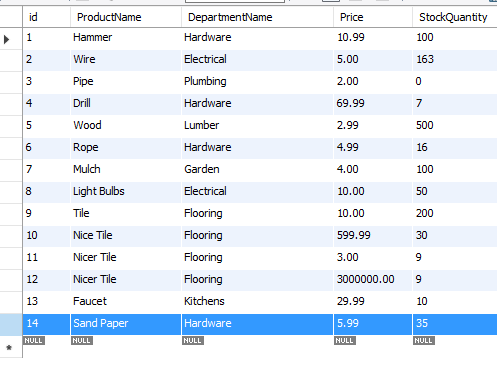 id ProductName DepartmentName Price StockQuantity
1 Hammer Hardware 10.99 100
2 Wire Electrical 5.00 163
3 Pipe Plumbing 2.00 0
4 Drill Hardware 69.99 7
5 Wood Lumber 2.99 500
6 Rope Hardware 4.99 16
7 Mulch Garden 4.00 100
8 Light Bulbs Electrical 10.00 50
9 Tile Flooring 10.00 200
10 Nice Tile Flooring 599.99 30
11 Nicer Tile Flooring 3.00 9
12 Nicer Tile Flooring 3000000.00 9
13 Faucet Kitchens 29.99 10
14 Sand Paper Hardware 5.99 35
NULL NULL NULL NULL NULL